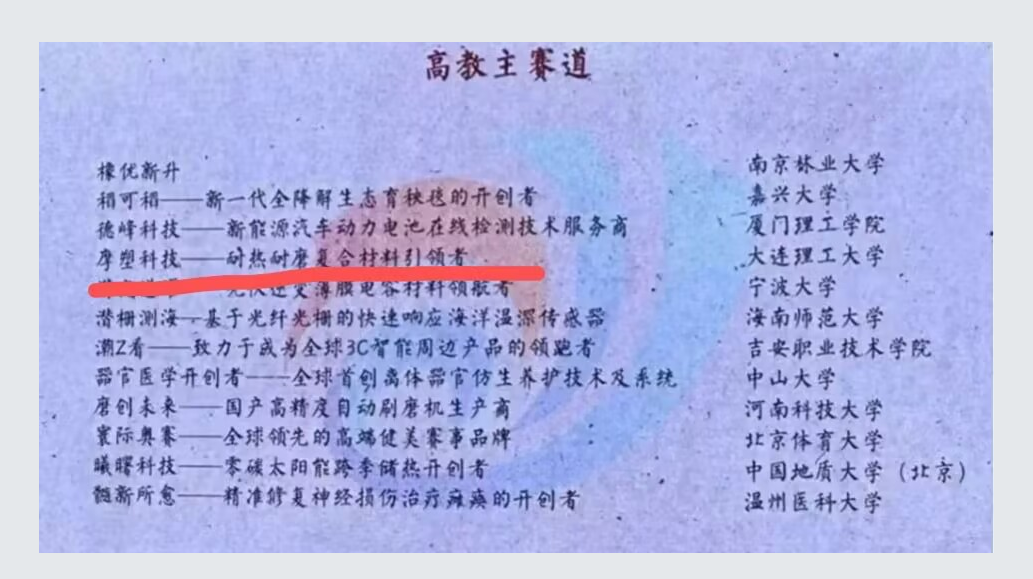 高教主赛道
橡优新升 南京林业大学
稻可稻——新一代全降解生态育秧毯的开创者 嘉兴大学
德峰科技——新能源汽车动力电池在线检测技术服务商 厦门理工学院
摩塑科技——耐热耐磨复合材料引领者 大连理工大学
光伏逆变薄膜电容材料领航者 宁波大学
潜栅测海—基于光纤光栅的快速响应海洋温深传感器 海南师范大学
潮Z看——致力于成为全球3C智能周边产品的领跑者 吉安职业技术学院
器官医学开创者——全球首创离体器官仿生养护技术及系统 中山大学
磨创未来——国产高精度自动刷磨机生产商 河南科技大学
寰际奥赛——全球领先的高端健美赛事品牌 北京体育大学
曦曙科技——零碳太阳能跨季储热开创者 中国地质大学（北京）
髓新所愈——精准修复神经损伤治疗瘫痪的开创者 温州医科大学